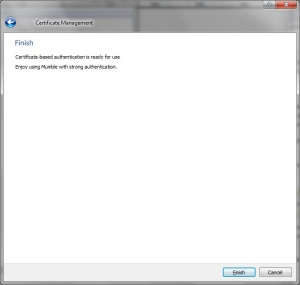 Certificate Management
Finish
Certificate-based authentication is ready for use
Enjoy using Mumble with strong authentication.
Finish
Cancel